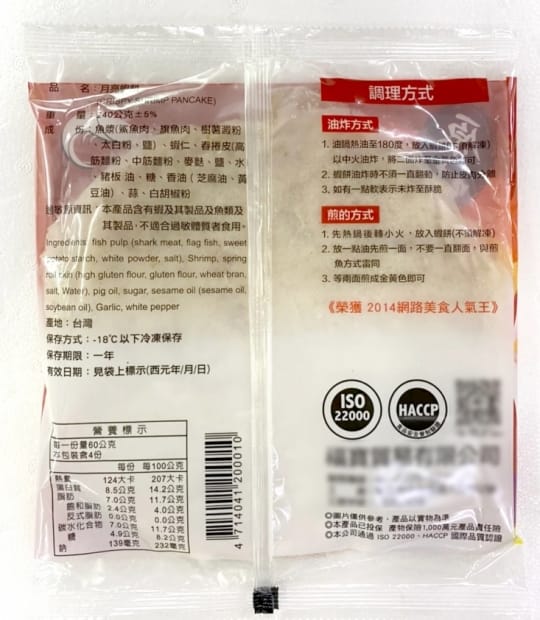 品 名：月亮蝦餅
(CRISPY SHRIMP PANCAKE)
重 量：240公克±5%
成 份：魚漿(鯊魚肉、旗魚肉、樹薯澱粉
、太白粉、鹽)、蝦仁、春捲皮(高
筋麵粉、中筋麵粉、麥麩、鹽、水
、豬板油、糖、香油(芝麻油、黃
豆油)、蒜、白胡椒粉
過敏原資訊：本產品含有蝦及其製品及魚類及
其製品，不適合過敏體質者食用。
Ingredients: fish pulp (shark meat, flag fish, sweet
potato starch, white powder, salt), Shrimp, spring
roll skin (high gluten flour, gluten flour, wheat bran,
salt, Water), pig oil, sugar, sesame oil (sesame oil,
soybean oil), Garlic, white pepper
產地：台灣
保存方式：-18℃以下冷凍保存
保存期限：一年
有效日期：見袋上標示(西元年/月/日)
營養標示
每一份量60公克
本包裝含4份
每份 每100公克
熱量 124大卡 207大卡
蛋白質 8.5公克 14.2公克
脂肪 7.0公克 11.7公克
飽和脂肪 2.4公克 4.0公克
反式脂肪 0.0公克 0.0公克
碳水化合物 7.0公克 11.7公克
糖 4.9公克 8.2公克
鈉 139毫克 232毫克
4 714041 200010
調理方式
油炸方式
1. 油鍋熱油至180度，放入蝦餅(不須解凍)
以中火油炸，將二面炸至金黃即可
2. 蝦餅油炸時不須一直翻動，防止皮肉分離
3. 如有一點軟表示未炸至酥脆
煎的方式
1. 先熱鍋後轉小火，放入蝦餅(不須解凍)
2. 放一點油先煎一面，不要一直翻面，與煎
魚方式雷同
3. 等兩面煎成金黃色即可
《榮獲 2014網路美食人氣王》
ISO
22000
HACCP
◎圖片僅供參考，產品以實物為準
◎本產品已投保 產物保險1,000萬元產品責任險
◎本公司通過 ISO 22000、HACCP 國際品質認證